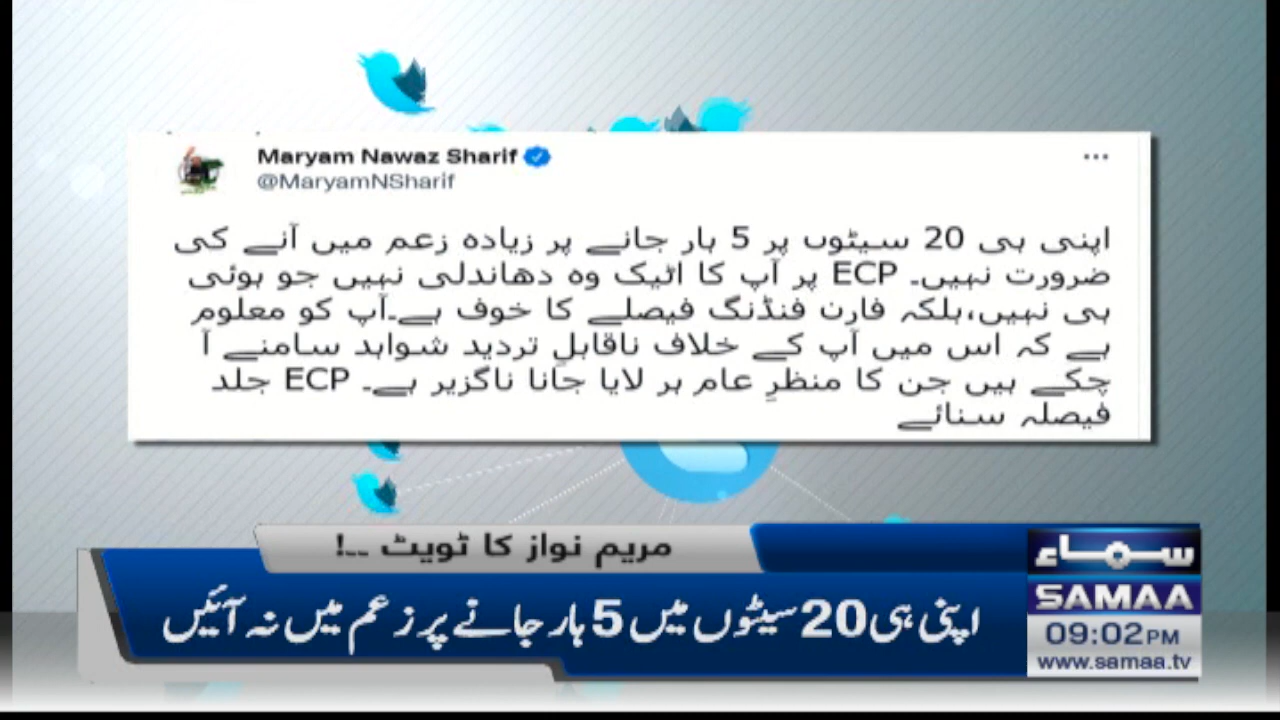 Maryam Nawaz Sharif
@MaryamNSharif
اپنی ہی 20 سیٹوں پر 5 ہار جانے پر زیادہ زعم میں آنے کی
ضرورت نہیں۔ ECP پر آپ کا اٹیک وہ دھاندلی نہیں جو ہوئی
ہی نہیں،بلکہ فارن فنڈنگ فیصلے کا خوف ہے۔آپ کو معلوم
ہے کہ اس میں آپ کے خلاف ناقابلِ تردید شواہد سامنے آ
چکے ہیں جن کا منظرِ عام ہر لایا جانا ناگزیر ہے۔ ECP جلد
فیصلہ سنائے
مریم نواز کا ٹویٹ ۔۔!
اپنی ہی 20 سیٹوں میں 5 ہار جانے پر زعم میں نہ آئیں
سماء
SAMAA
09:02 PM
www.samaa.tv